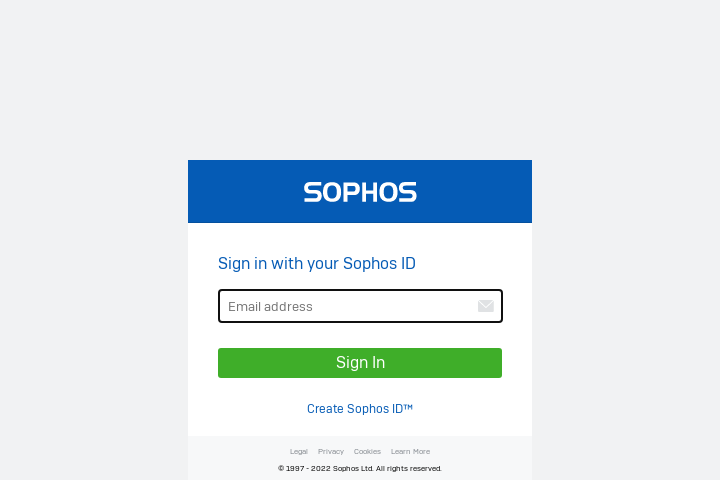 SOPHOS
Sign in with your Sophos ID
Email address
Sign In
Create Sophos ID™
Legal Privacy Cookies Learn More
© 1997 - 2022 Sophos Ltd. All rights reserved.